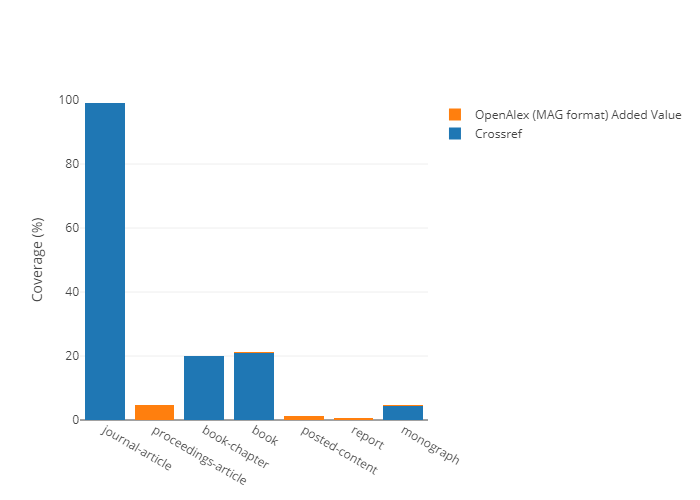 OpenAlex (MAG format) Added Value
Crossref
Coverage (%)
100
80
60
40
20
0
journal-article
proceedings-article
book-chapter
book
posted-content
report
monograph